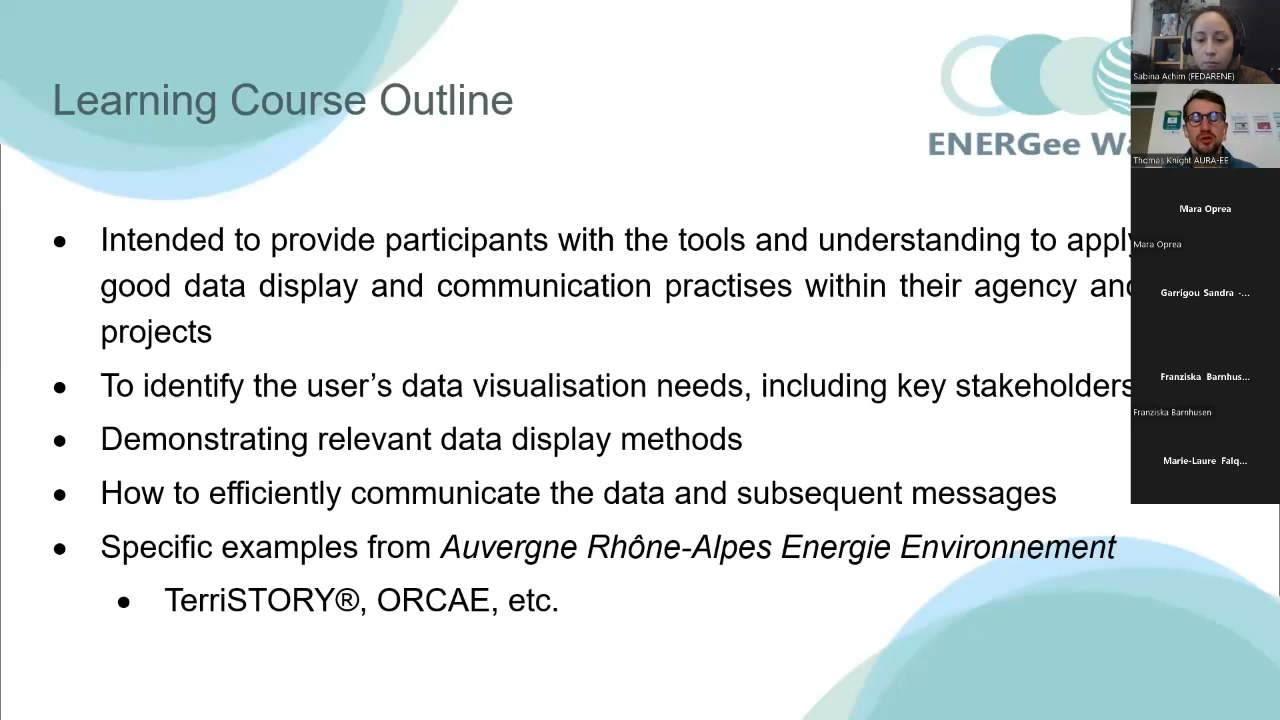 Learning Course Outline
ENERGee Wa
• Intended to provide participants with the tools and understanding to apply
good data display and communication practises within their agency and
projects
• To identify the user’s data visualisation needs, including key stakeholders
• Demonstrating relevant data display methods
• How to efficiently communicate the data and subsequent messages
• Specific examples from Auvergne Rhône-Alpes Energie Environnement
• TerriSTORY®, ORCAE, etc.
Sabina Achim (FEDARENE)
Thomas Knight AURA-EE
Mara Oprea
Mara Oprea
Garrigou Sandra -...
Franziska Barnhus...
Franziska Barnhusen
Marie-Laure Falq...